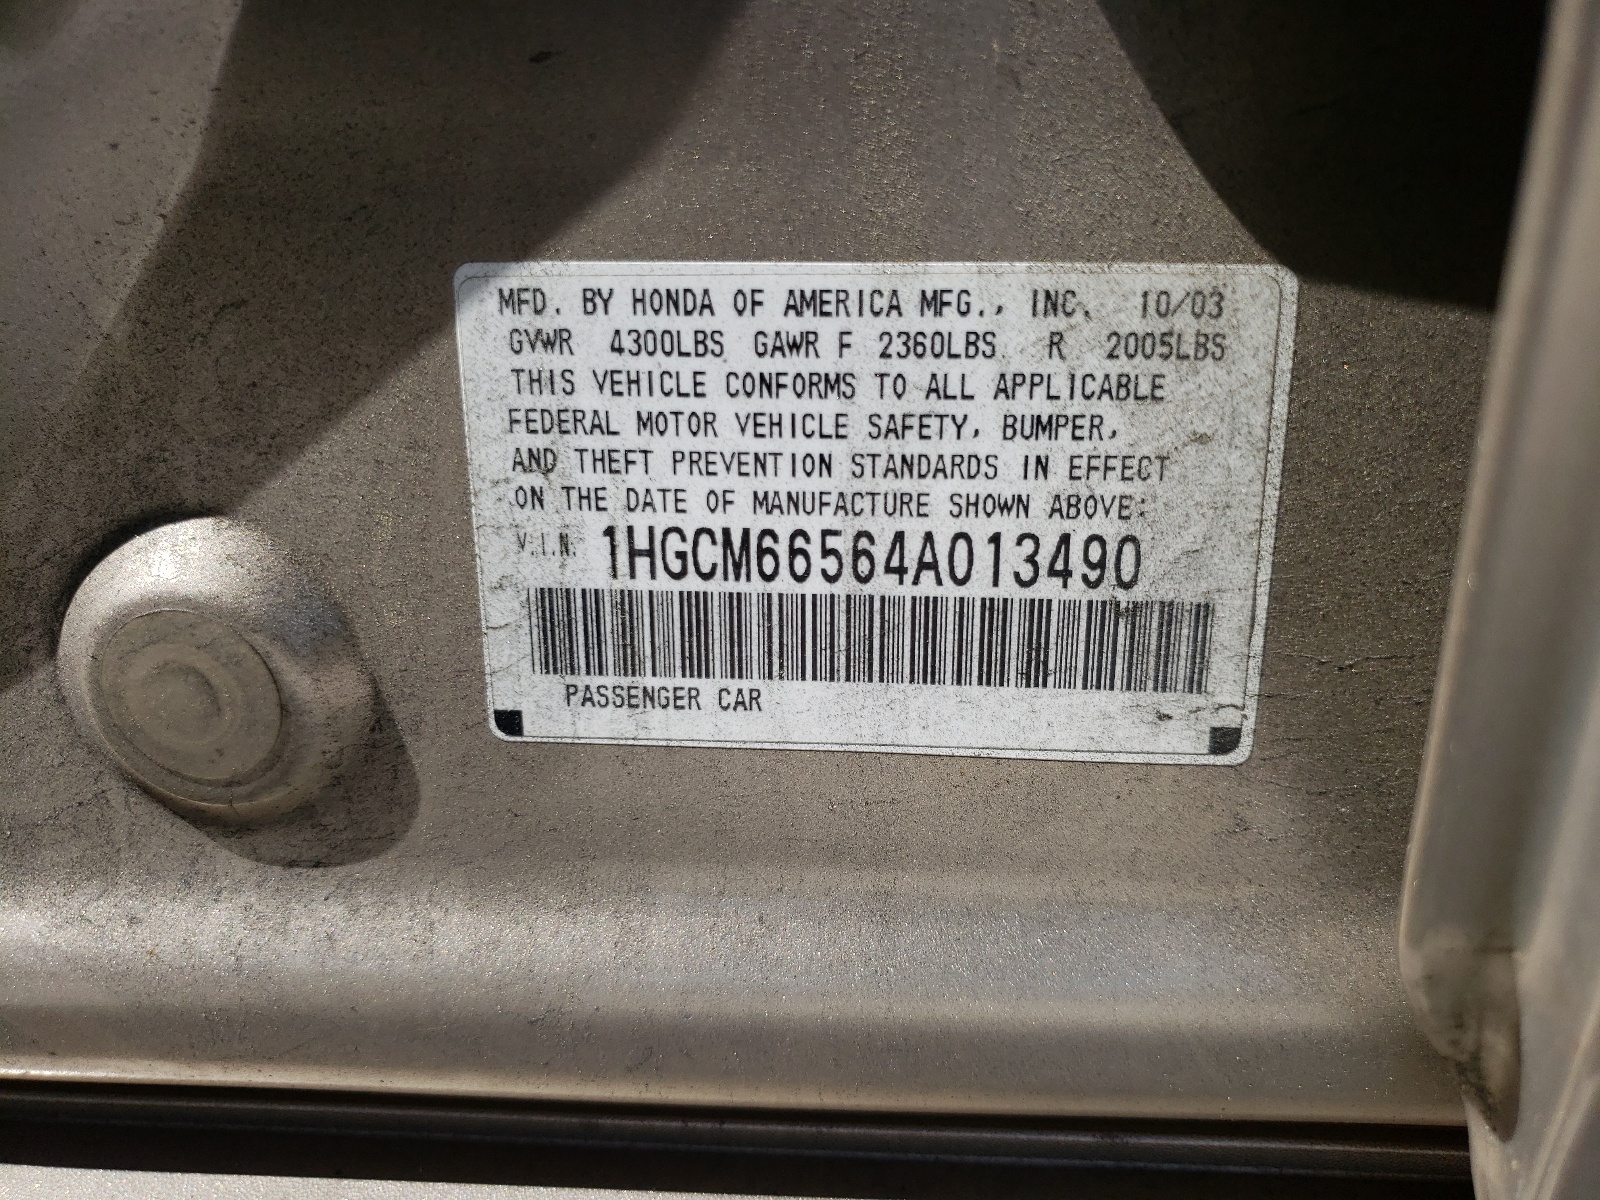 MFD. BY HONDA OF AMERICA MFG., INC. 10/03
GVWR 4300LBS GAWR F 2360LBS R 2005LBS
THIS VEHICLE CONFORMS TO ALL APPLICABLE
FEDERAL MOTOR VEHICLE SAFETY, BUMPER,
AND THEFT PREVENTION STANDARDS IN EFFECT
ON THE DATE OF MANUFACTURE SHOWN ABOVE:
V.I.N: 1HGCM66564A013490
PASSENGER CAR